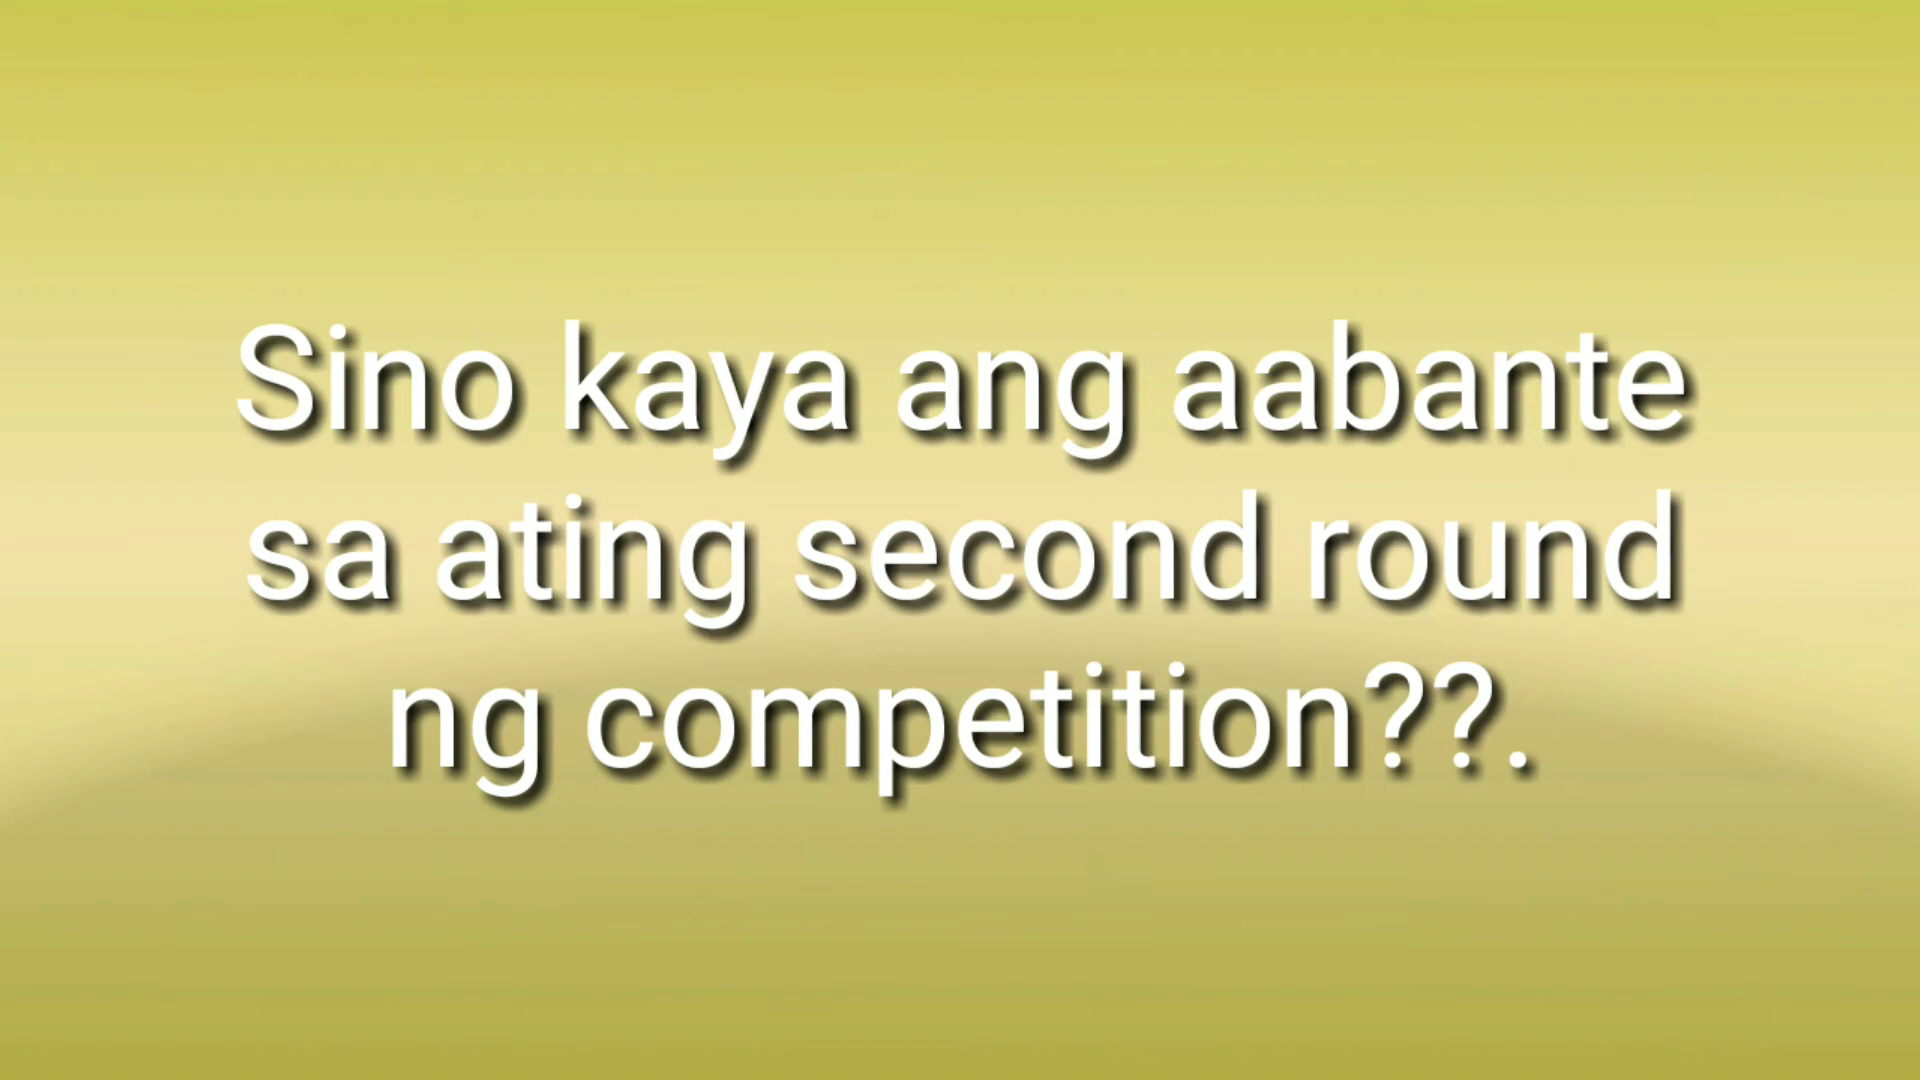 Sino kaya ang aabante
sa ating second round
ng competition??.